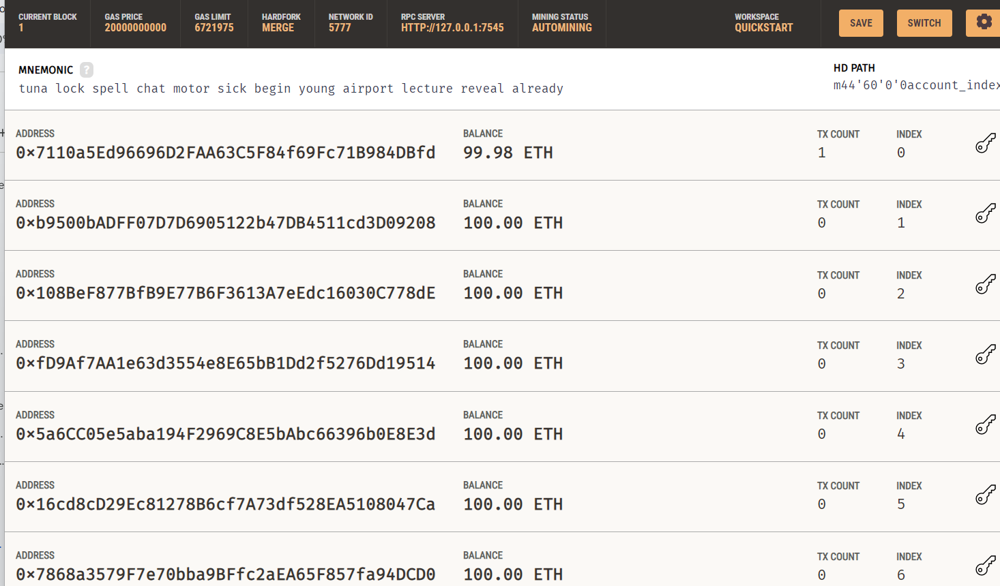 CURRENT BLOCK GAS PRICE GAS LIMIT HARDFORK NETWORK ID RPC SERVER MINING STATUS WORKSPACE
1 20000000000 6721975 MERGE 5777 HTTP://127.0.0.1:7545 AUTOMINING QUICKSTART SAVE SWITCH
MNEMONIC ? HD PATH
tuna lock spell chat motor sick begin young airport lecture reveal already m44'60'0'0account_index
ADDRESS BALANCE TX COUNT INDEX
0×7110a5Ed96696D2FAA63C5F84f69Fc71B984DBfd 99.98 ETH 1 0
ADDRESS BALANCE TX COUNT INDEX
0×b9500bADFF07D7D6905122b47DB4511cd3D09208 100.00 ETH 0 1
ADDRESS BALANCE TX COUNT INDEX
0×108BeF877BfB9E77B6F3613A7eEdc16030C778dE 100.00 ETH 0 2
ADDRESS BALANCE TX COUNT INDEX
0×fD9Af7AA1e63d3554e8E65bB1Dd2f5276Dd19514 100.00 ETH 0 3
ADDRESS BALANCE TX COUNT INDEX
0×5a6CC05e5aba194F2969C8E5bAbc66396b0E8E3d 100.00 ETH 0 4
ADDRESS BALANCE TX COUNT INDEX
0×16cd8cD29Ec81278B6cf7A73df528EA5108047Ca 100.00 ETH 0 5
ADDRESS BALANCE TX COUNT INDEX
0×7868a3579F7e70bba9BFfc2aEA65F857fa94DCD0 100.00 ETH 0 6